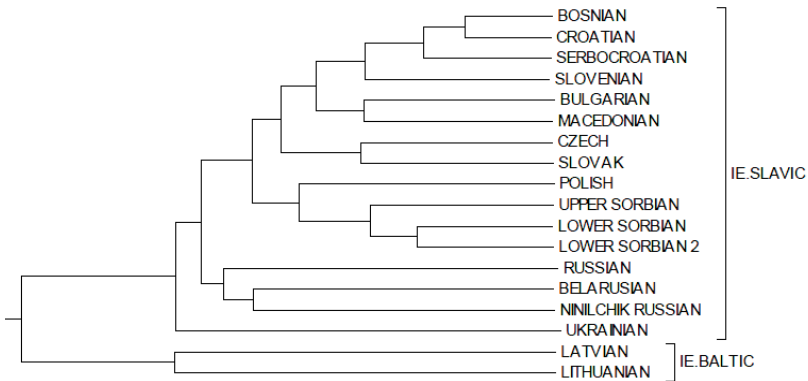 BOSNIAN
CROATIAN
SERBOCROATIAN
SLOVENIAN
BULGARIAN
MACEDONIAN
CZECH
SLOVAK
POLISH
UPPER SORBIAN
LOWER SORBIAN
LOWER SORBIAN 2
RUSSIAN
BELARUSIAN
NINILCHIK RUSSIAN
UKRAINIAN
LATVIAN
LITHUANIAN
IE.SLAVIC
IE.BALTIC